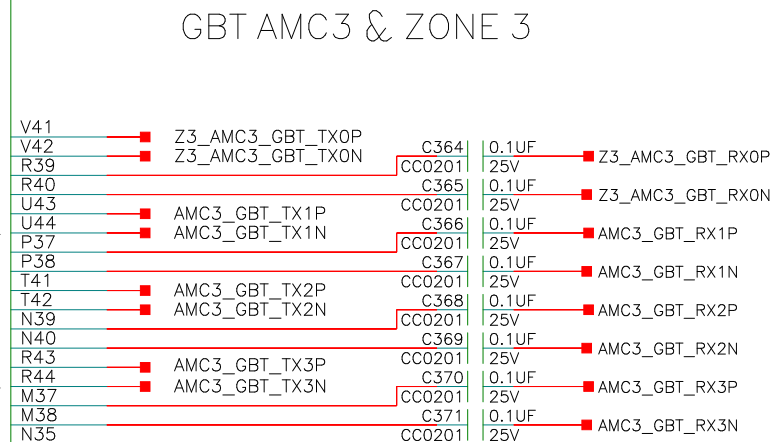 GBT AMC3 & ZONE 3
V41
Z3_AMC3_GBT_TX0P
V42
Z3_AMC3_GBT_TX0N
C364 0.1UF
Z3_AMC3_GBT_RX0P
R39
CC0201 25V
R40
C365 0.1UF
Z3_AMC3_GBT_RX0N
U43
AMC3_GBT_TX1P
CC0201 25V
U44
AMC3_GBT_TX1N
C366 0.1UF
AMC3_GBT_RX1P
P37
CC0201 25V
P38
C367 0.1UF
AMC3_GBT_RX1N
T41
AMC3_GBT_TX2P
CC0201 25V
T42
AMC3_GBT_TX2N
C368 0.1UF
AMC3_GBT_RX2P
N39
CC0201 25V
N40
C369 0.1UF
AMC3_GBT_RX2N
R43
AMC3_GBT_TX3P
CC0201 25V
R44
AMC3_GBT_TX3N
C370 0.1UF
AMC3_GBT_RX3P
M37
CC0201 25V
M38
C371 0.1UF
AMC3_GBT_RX3N
N35
CC0201 25V